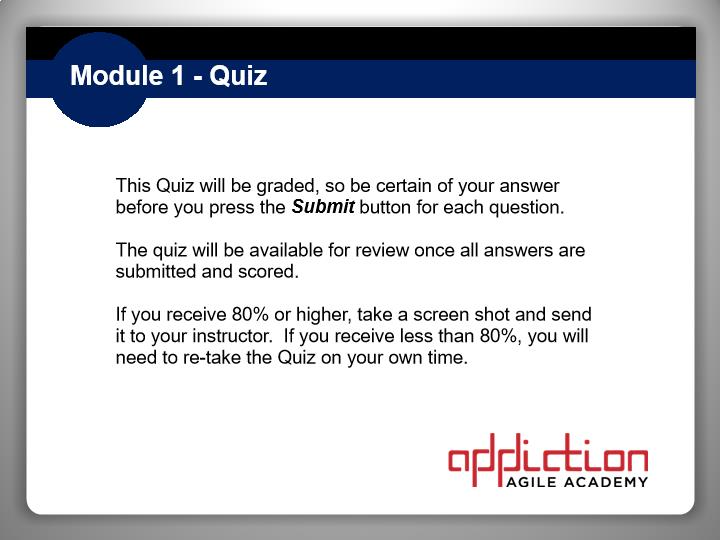 Module 1 - Quiz
This Quiz will be graded, so be certain of your answer
before you press the Submit button for each question.
The quiz will be available for review once all answers are
submitted and scored.
If you receive 80% or higher, take a screen shot and send
it to your instructor.  If you receive less than 80%, you will
need to re-take the Quiz on your own time.
appiction
AGILE ACADEMY